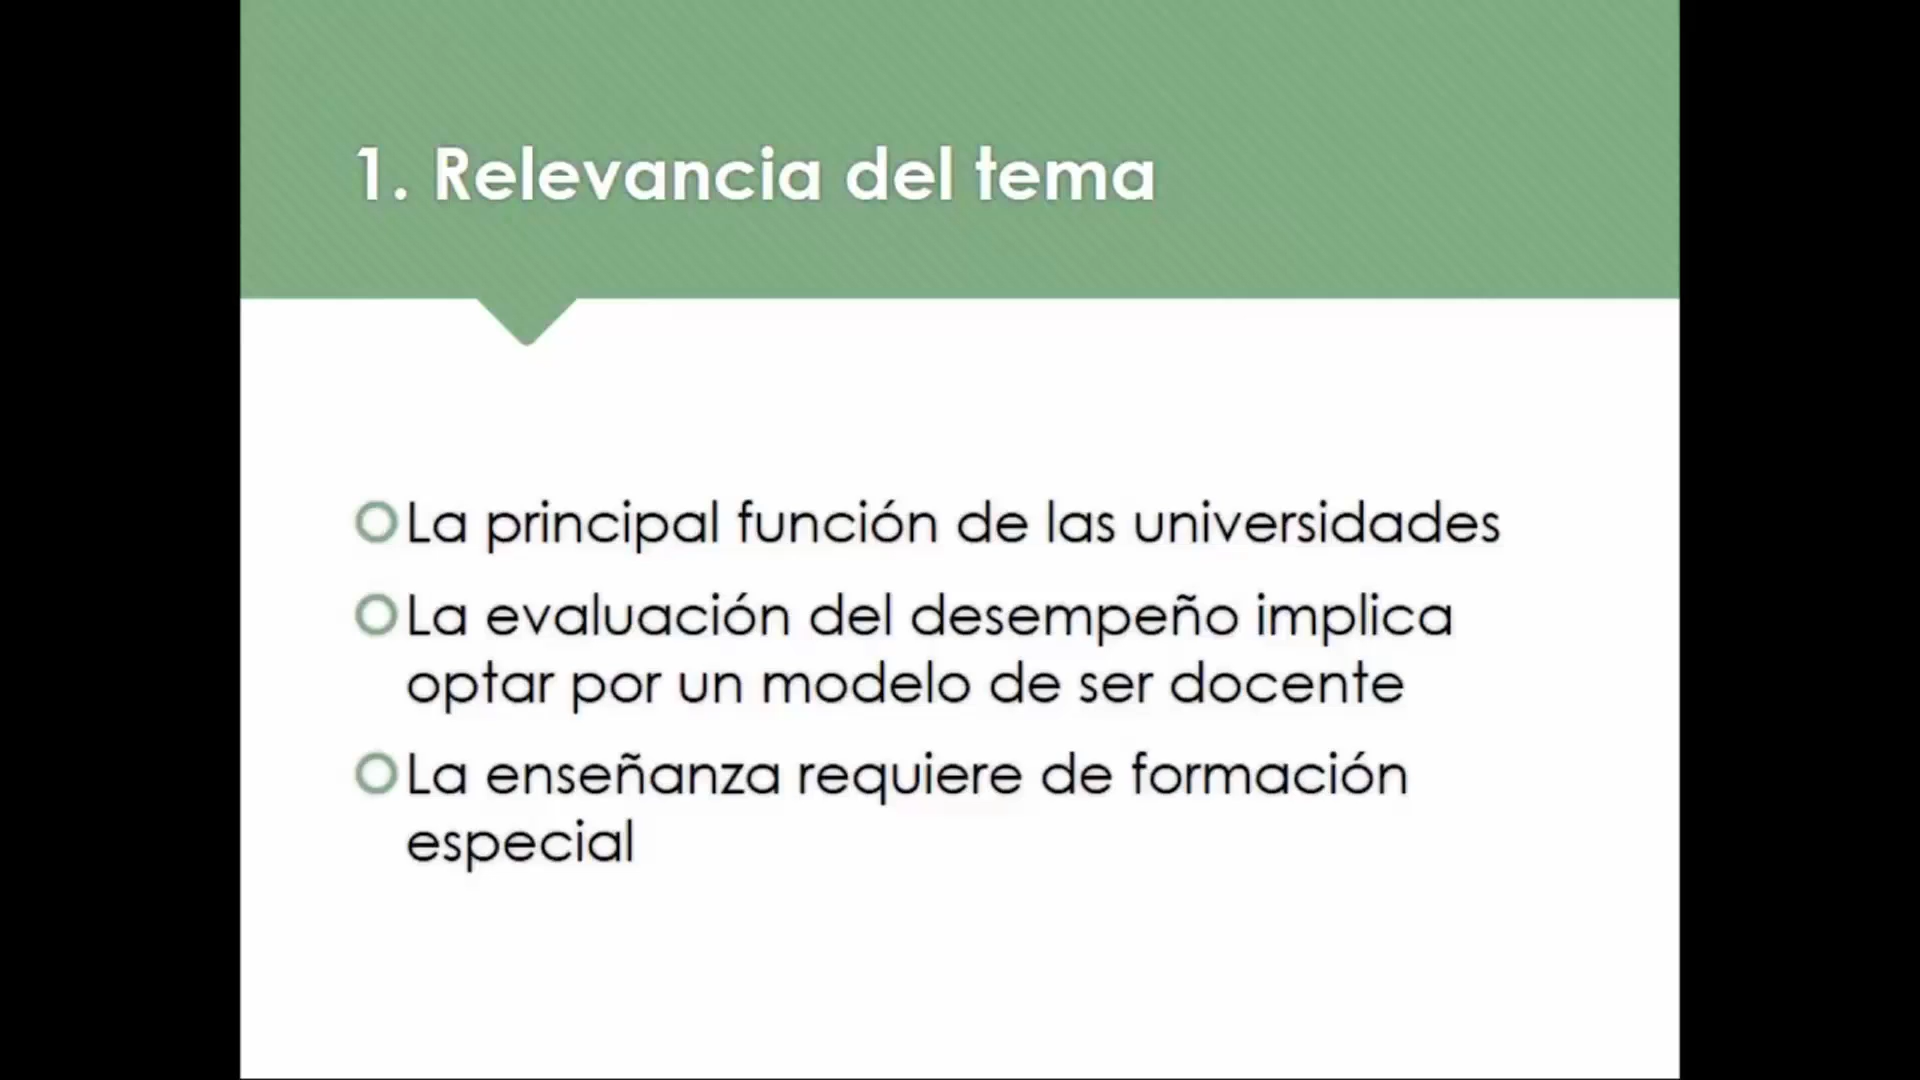 1. Relevancia del tema
La principal función de las universidades
La evaluación del desempeño implica
optar por un modelo de ser docente
La enseñanza requiere de formación
especial